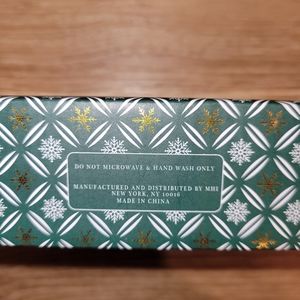 DO NOT MICROWAVE & HAND WASH ONLY
MANUFACTURED AND DISTRIBUTED BY MHI
NEW YORK, NY 10016
MADE IN CHINA